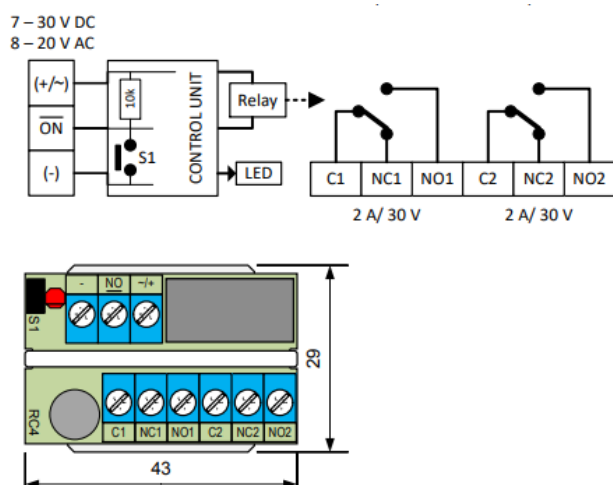 7 – 30 V DC
8 – 20 V AC
(+/~)
ON
(-)
10k
S1
CONTROL UNIT
Relay
LED
C1 NC1 NO1 C2 NC2 NO2
2 A/ 30 V 2 A/ 30 V
- NO ~/+
S1
RC4
C1 NC1 NO1 C2 NC2 NO2
29
43